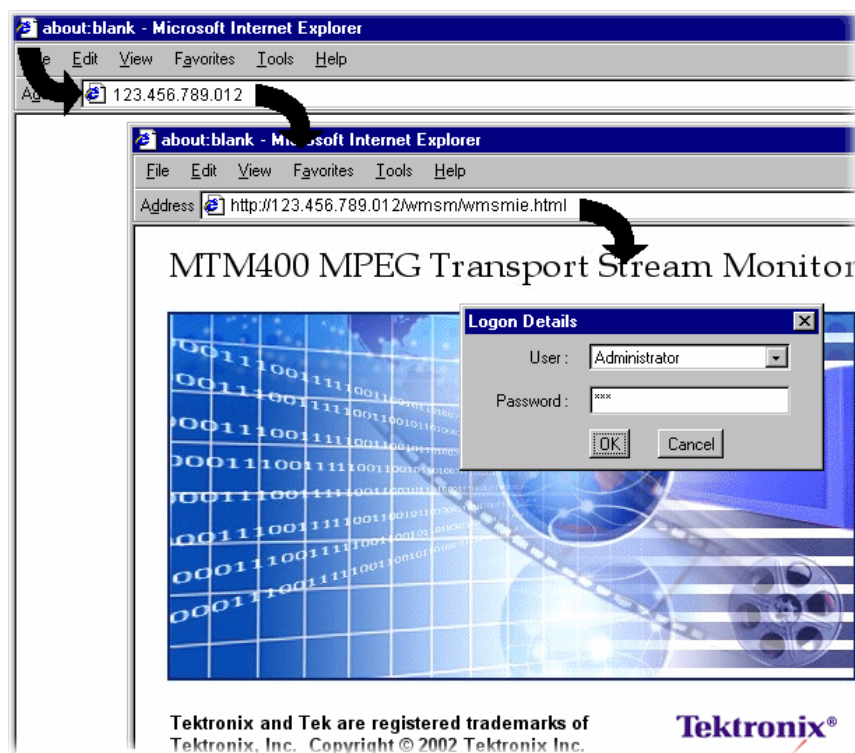 about:blank - Microsoft Internet Explorer
Edit View Favorites Tools Help
123.456.789.012
about:blank - Microsoft Internet Explorer
File Edit View Favorites Tools Help
Address http://123.456.789.012/wmsm/wmsmie.html
MTM400 MPEG Transport Stream Monitor
Logon Details
User : Administrator
Password : ***
OK Cancel
Tektronix and Tek are registered trademarks of
Tektronix, Inc. Copyright © 2002 Tektronix Inc.
Tektronix®